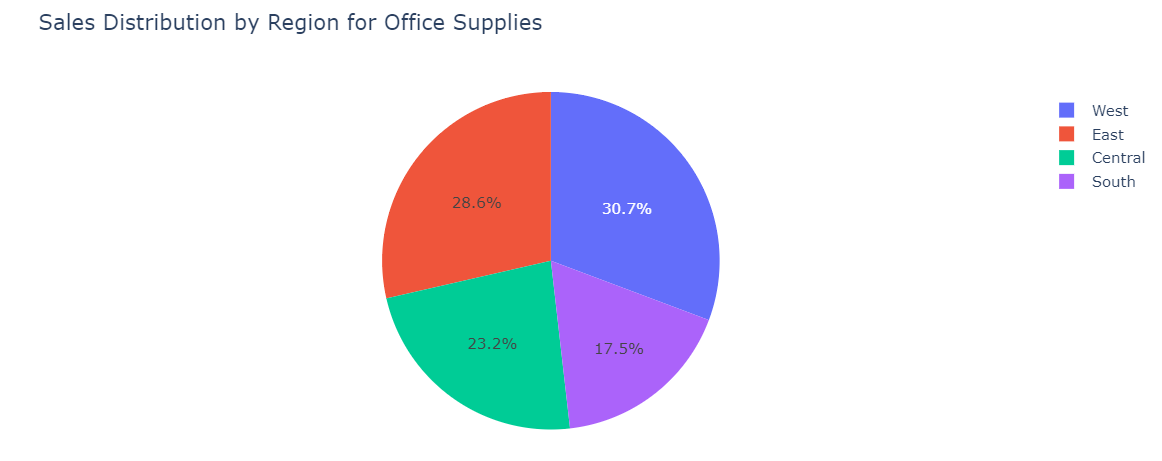 Sales Distribution by Region for Office Supplies
West
East
Central
South
28.6%
30.7%
23.2%
17.5%